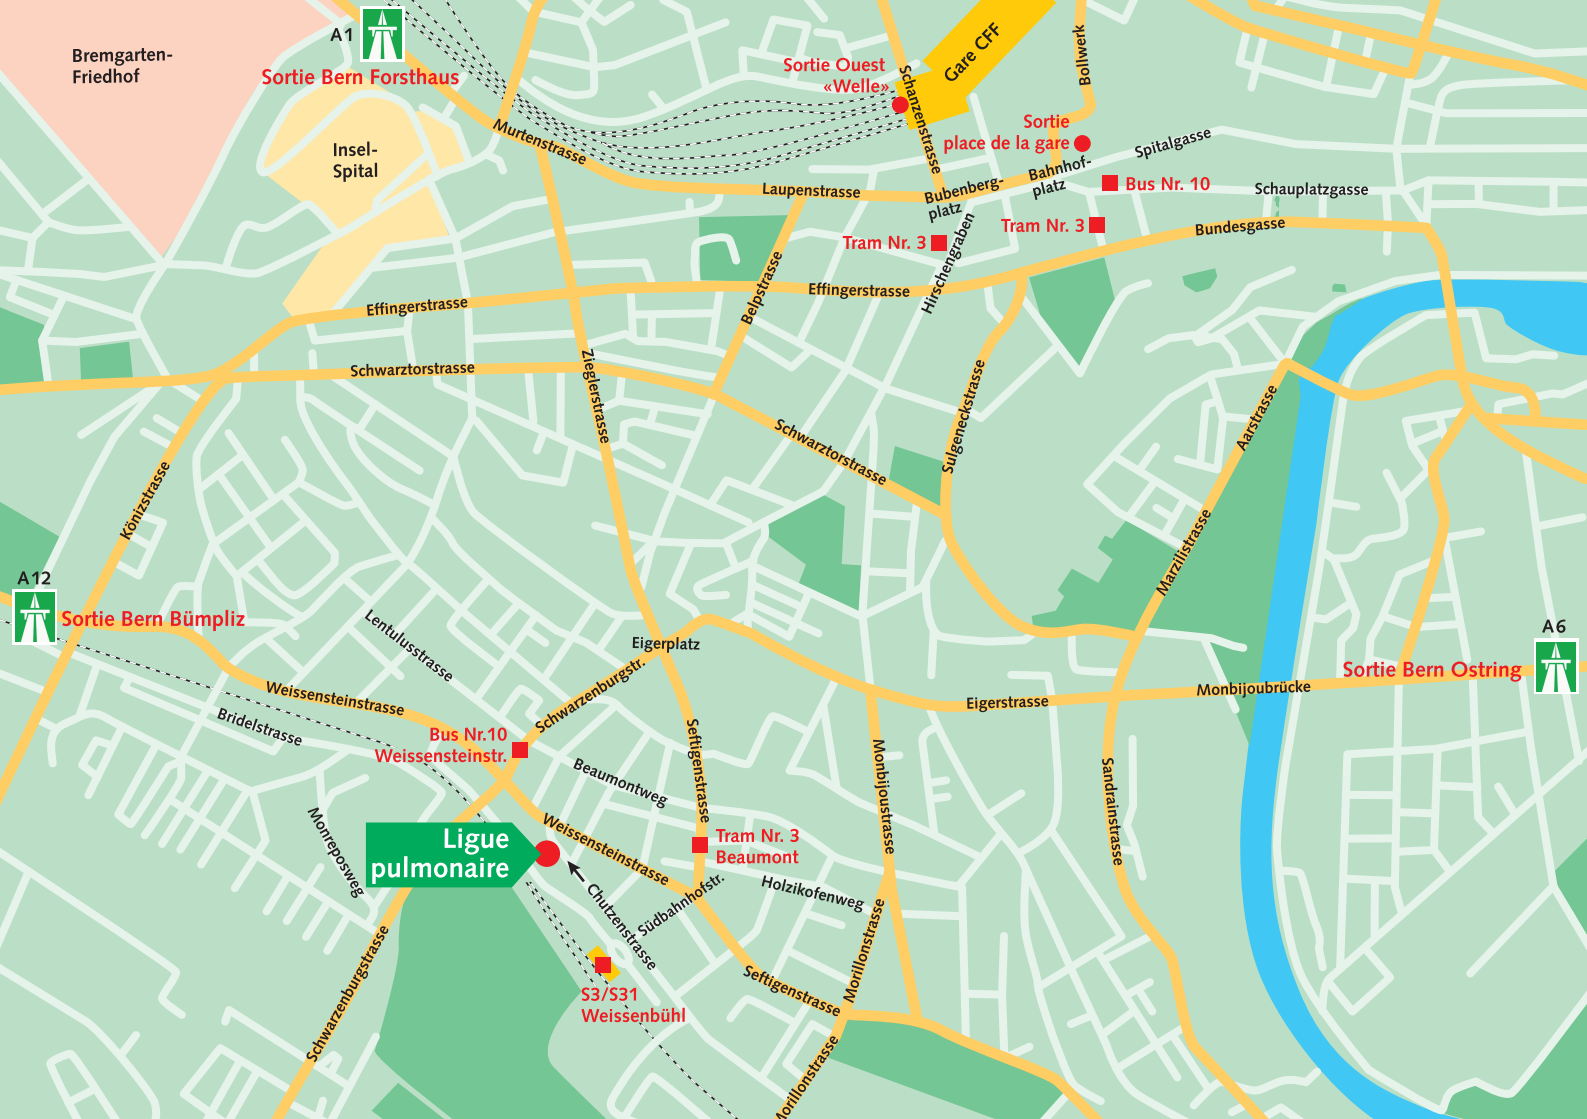 A1
Sortie Bern Forsthaus
Bremgarten-
Friedhof
Insel-
Spital
Murtenstrasse
Sortie Ouest
«Welle»
Schanzenstrasse
Gare CFF
Bollwerk
Sortie
place de la gare
Spitalgasse
Bahnhof-
platz
Bus Nr. 10
Schauplatzgasse
Laupenstrasse
Bubenberg-
platz
Tram Nr. 3
Tram Nr. 3
Hirschengraben
Bundesgasse
Effingerstrasse
Effingerstrasse
Belpstrasse
Schwarztorstrasse
Zieglerstrasse
Schwarztorstrasse
Sulgeneckstrasse
Aarstrasse
Könizstrasse
Marzilistrasse
A12
Sortie Bern Bümpliz
Lentulusstrasse
Eigerplatz
A6
Sortie Bern Ostring
Weissensteinstrasse
Schwarzenburgstr.
Eigerstrasse
Monbijoubrücke
Bridelstrasse
Bus Nr.10
Weissensteinstr.
Seftigenstrasse
Monbijoustrasse
Sandrainstrasse
Beaumontweg
Monreposweg
Ligue
pulmonaire
Weissensteinstrasse
Tram Nr. 3
Beaumont
Holzikofenweg
Südbahnhofstr.
Chutzenstrasse
Schwarzenburgstrasse
Morillonstrasse
Seftigenstrasse
S3/S31
Weissenbühl
Morillonstrasse